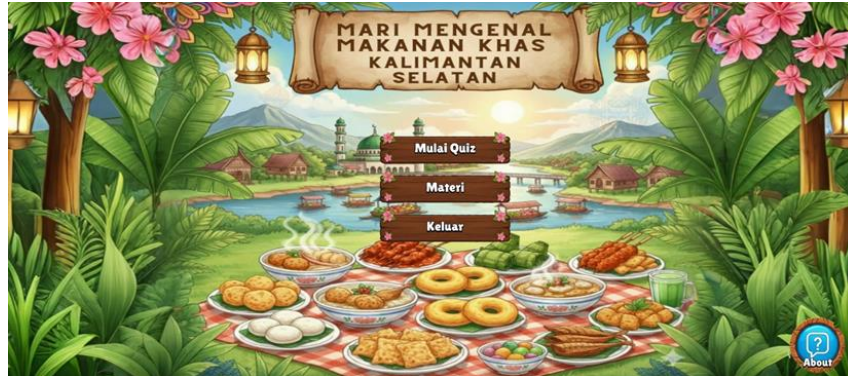 MARI MENGENAL
MAKANAN KHAS
KALIMANTAN
SELATAN
Mulai Quiz
Materi
Keluar
?
About